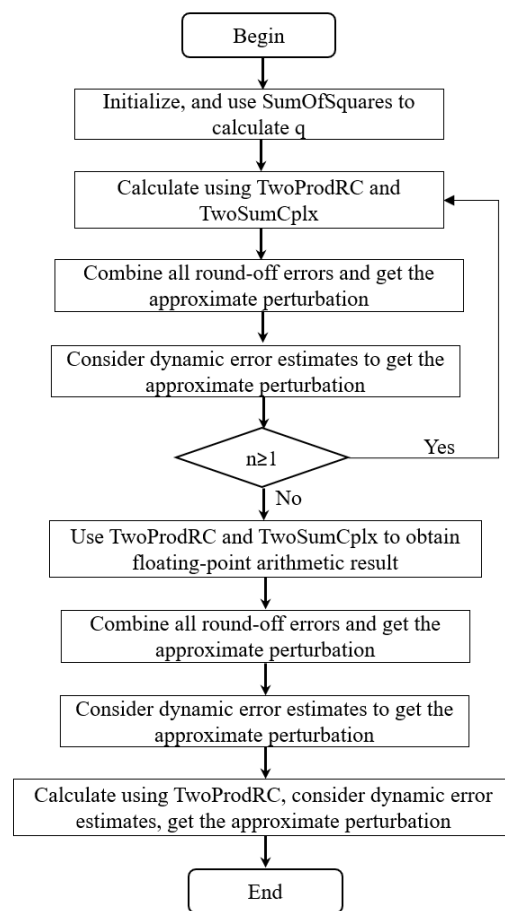 Begin
Initialize, and use SumOfSquares to
calculate q
Calculate using TwoProdRC and
TwoSumCplx
Combine all round-off errors and get the
approximate perturbation
Consider dynamic error estimates to get the
approximate perturbation
n≥1
Yes
No
Use TwoProdRC and TwoSumCplx to obtain
floating-point arithmetic result
Combine all round-off errors and get the
approximate perturbation
Consider dynamic error estimates to get the
approximate perturbation
Calculate using TwoProdRC, consider dynamic error
estimates, get the approximate perturbation
End